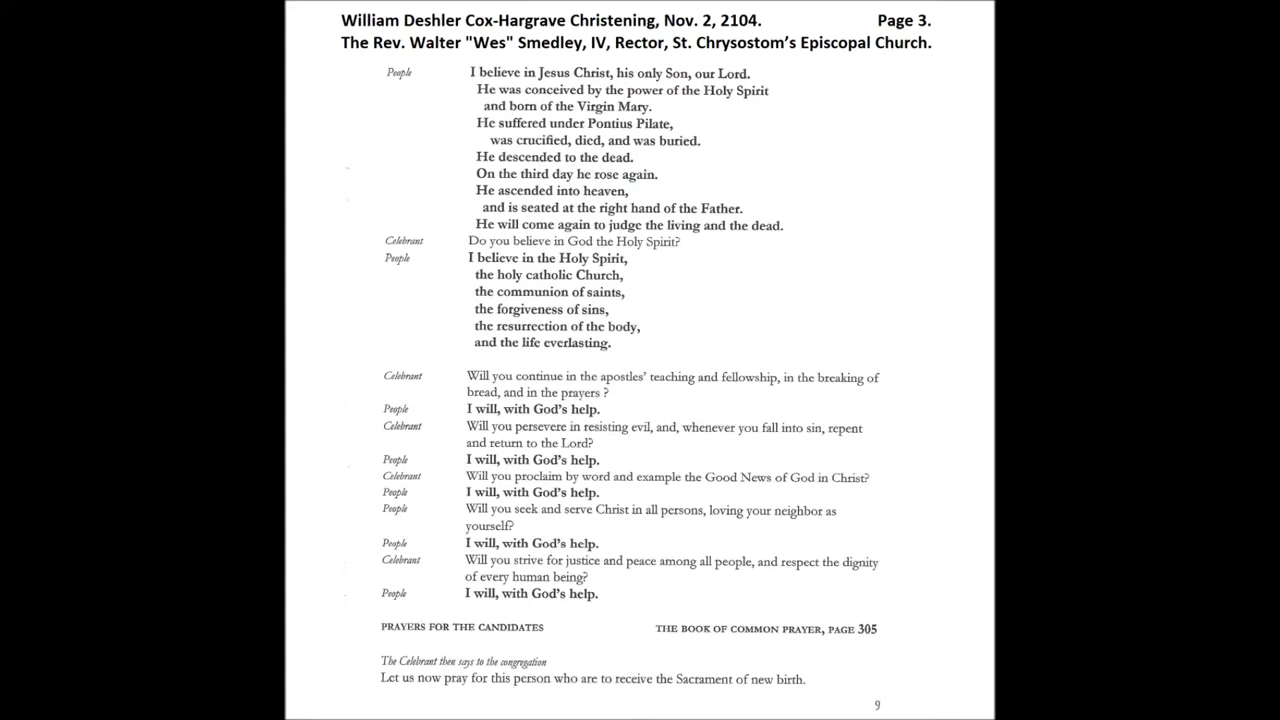 William Deshler Cox-Hargrave Christening, Nov. 2, 2104. Page 3.
The Rev. Walter "Wes" Smedley, IV, Rector, St. Chrysostom's Episcopal Church.
People I believe in Jesus Christ, his only Son, our Lord.
He was conceived by the power of the Holy Spirit
and born of the Virgin Mary.
He suffered under Pontius Pilate,
was crucified, died, and was buried.
He descended to the dead.
On the third day he rose again.
He ascended into heaven,
and is seated at the right hand of the Father.
He will come again to judge the living and the dead.
Celebrant Do you believe in God the Holy Spirit?
People I believe in the Holy Spirit,
the holy catholic Church,
the communion of saints,
the forgiveness of sins,
the resurrection of the body,
and the life everlasting.
Celebrant Will you continue in the apostles' teaching and fellowship, in the breaking of
bread, and in the prayers ?
People I will, with God's help.
Celebrant Will you persevere in resisting evil, and, whenever you fall into sin, repent
and return to the Lord?
People I will, with God's help.
Celebrant Will you proclaim by word and example the Good News of God in Christ?
People I will, with God's help.
People Will you seek and serve Christ in all persons, loving your neighbor as
yourself?
People I will, with God's help.
Celebrant Will you strive for justice and peace among all people, and respect the dignity
of every human being?
People I will, with God's help.
PRAYERS FOR THE CANDIDATES THE BOOK OF COMMON PRAYER, PAGE 305
The Celebrant then says to the congregation
Let us now pray for this person who are to receive the Sacrament of new birth.
9